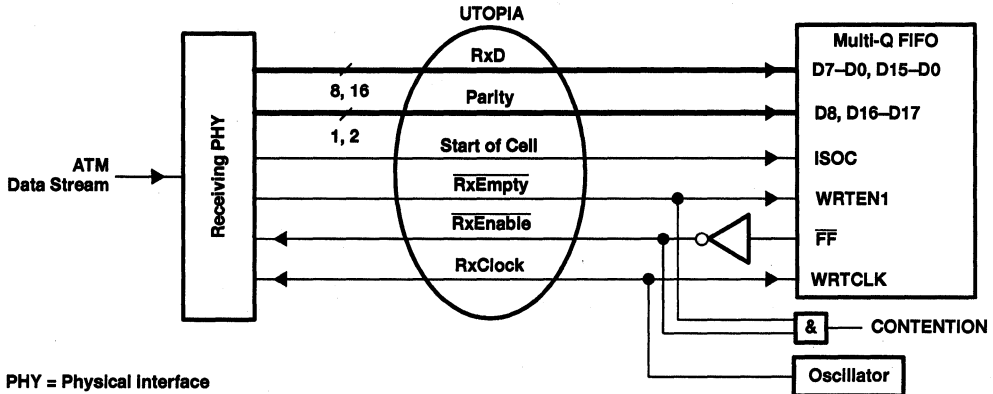 UTOPIA
Multi-Q FIFO
RxD
D7–D0, D15–D0
8, 16
Parity
D8, D16–D17
1, 2
Receiving PHY
Start of Cell
ISOC
ATM
Data Stream
RxEmpty
WRTEN1
RxEnable
FF
RxClock
WRTCLK
&
CONTENTION
Oscillator
PHY = Physical interface